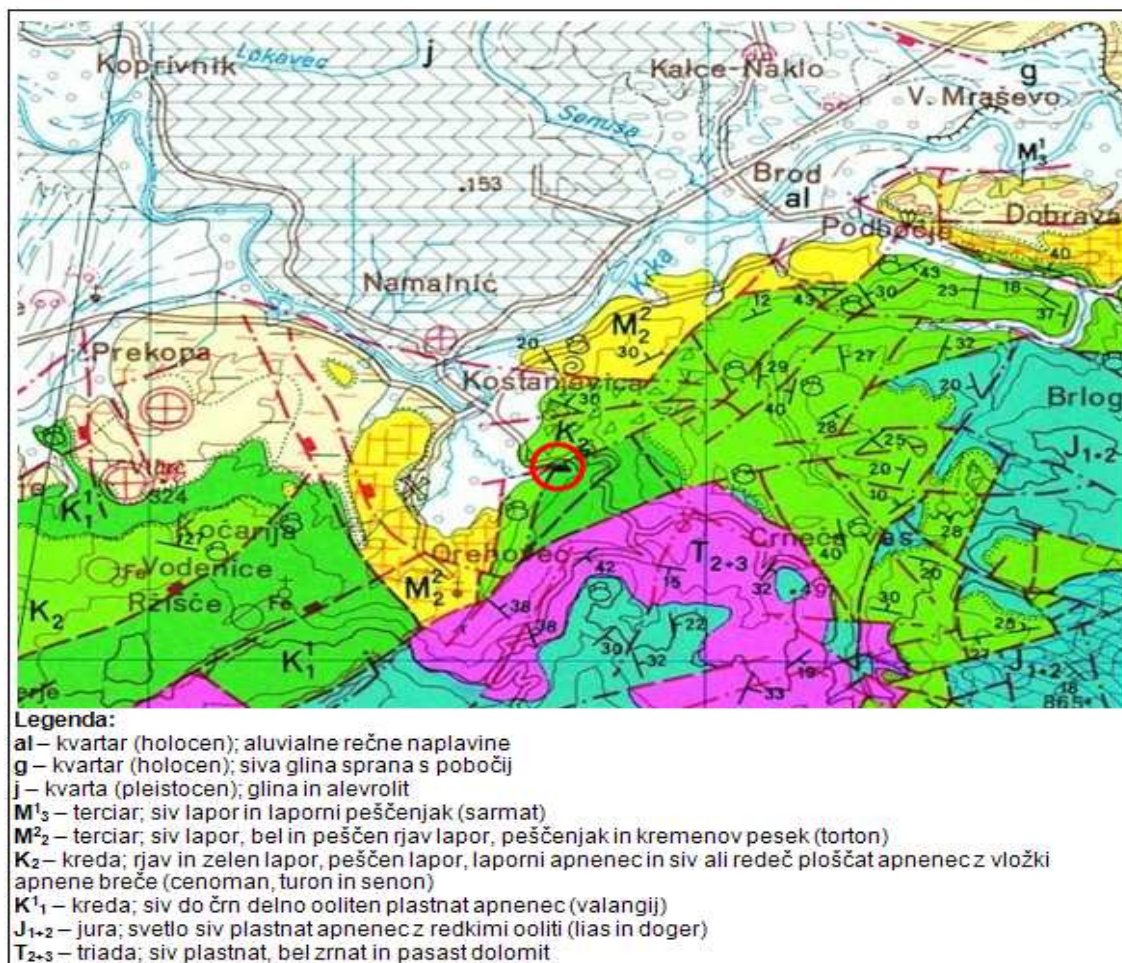 Koprivnik
Lokavec
j
Kalce-Naklo
g
V. Mraševo
Senuša
153
Brod
al
M¹₃
Dobrava
Podbočje
40
Namalnić
Krka
12
43
43
30
23
18
37
M²₂
20
30
Prekopa
Kostanjevica
30
29
27
32
40
20
Brlog
K₂
28
25
J₁₊₂
20
10
28
324
K¹₁
Kočarija
127
Fe
Vodenice
Orehovec
T₂₊₃
Črneča vas
42
15
32
40
20
M²₂
Ržišče
Fe
38
38
22
30
30
25
K₂
K¹₁
32
19
33
J₁₊₂
18
865
Legenda:
al – kvartar (holocen); aluvialne rečne naplavine
g – kvartar (holocen); siva glina sprana s pobočij
j – kvarta (pleistocen); glina in alevrolit
M¹₃ – terciar; siv lapor in laporni peščenjak (sarmat)
M²₂ – terciar; siv lapor, bel in peščen rjav lapor, peščenjak in kremenov pesek (torton)
K₂ – kreda; rjav in zelen lapor, peščen lapor, laporni apnenec in siv ali redeč ploščat apnenec z vložki
apnene breče (cenoman, turon in senon)
K¹₁ – kreda; siv do črn delno ooliten plastnat apnenec (valangij)
J₁₊₂ – jura; svetlo siv plastnat apnenec z redkimi ooliti (lias in doger)
T₂₊₃ – triada; siv plastnat, bel zrnat in pasast dolomit